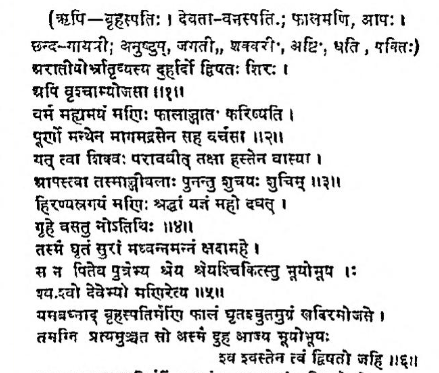 (ऋषि—बृहस्पतिः । देवता-वनस्पति.; फालमणि, आपः ।
छन्द-गायत्री; अनुष्टुप्, जगती,, शक्वरी', अष्टि', धृति , पक्तिः)
अरातीयोर्भ्रातृव्यस्य दुर्हार्दो द्विषतः शिरः ।
अपि वृश्चाम्योजसा ॥१॥
वर्म मह्यमयं मणिः फालाज्जात करिष्यति ।
पूर्णो मन्थेन मागमद्रसेन सह वर्चसा ॥२॥
यत् त्वा शिक्वः परावधीत् तक्षा हस्तेन वास्या ।
आपस्त्वा तस्माज्जीवलाः पुनन्तु शुचयः शुचिम् ॥३॥
हिरण्यस्रगयं मणिः श्रद्धां यज्ञं महो दधत् ।
गृहे वसतु नोऽतिथिः ॥४॥
तस्मै घृतं सुरां मध्वन्नमन्नं क्षदामहे ।
स न पितेव पुत्रेभ्य श्रेय श्रेयश्चिकित्स्तु भूयोभूय ।ः
श्वः.श्वो देवेभ्यो मणिरेत्य ॥५॥
यमबध्नाद् बृहस्पतिर्मणि फालं घृतश्चुतमुग्रं खदिरमोजसे ।
तमग्नि प्रत्यमुञ्चत सो अस्मै दुह आज्य भूयोभूयः
श्व श्वस्तेन त्वं द्विषतो जहि ॥६॥